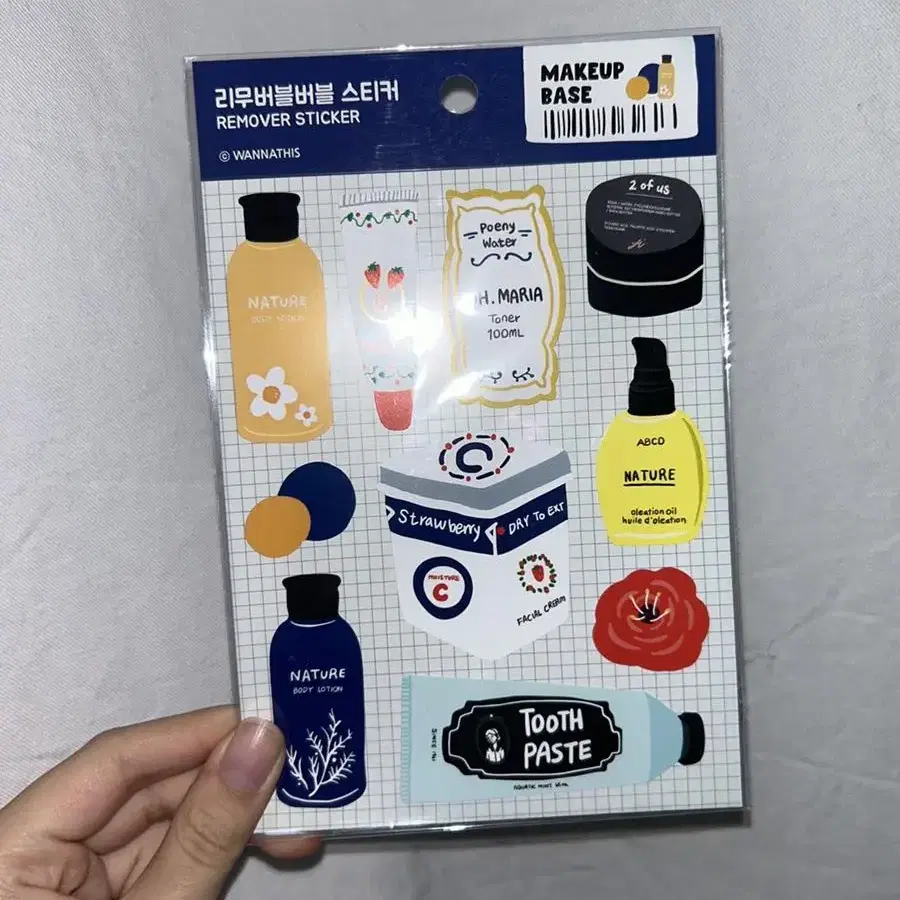 리무버블버블 스티커
REMOVER STICKER
© WANNATHIS
MAKEUP
BASE
NATURE
BODY LOTION
Poeny
Water
H. MARIA
Toner
100ML
2 of us
ABCD
NATURE
oleation oil
huile d'oleation
C
Strawberry
DRY TO EXT
MOISTURE
C
FACIAL CREAM
NATURE
BODY LOTION
TOOTH
PASTE